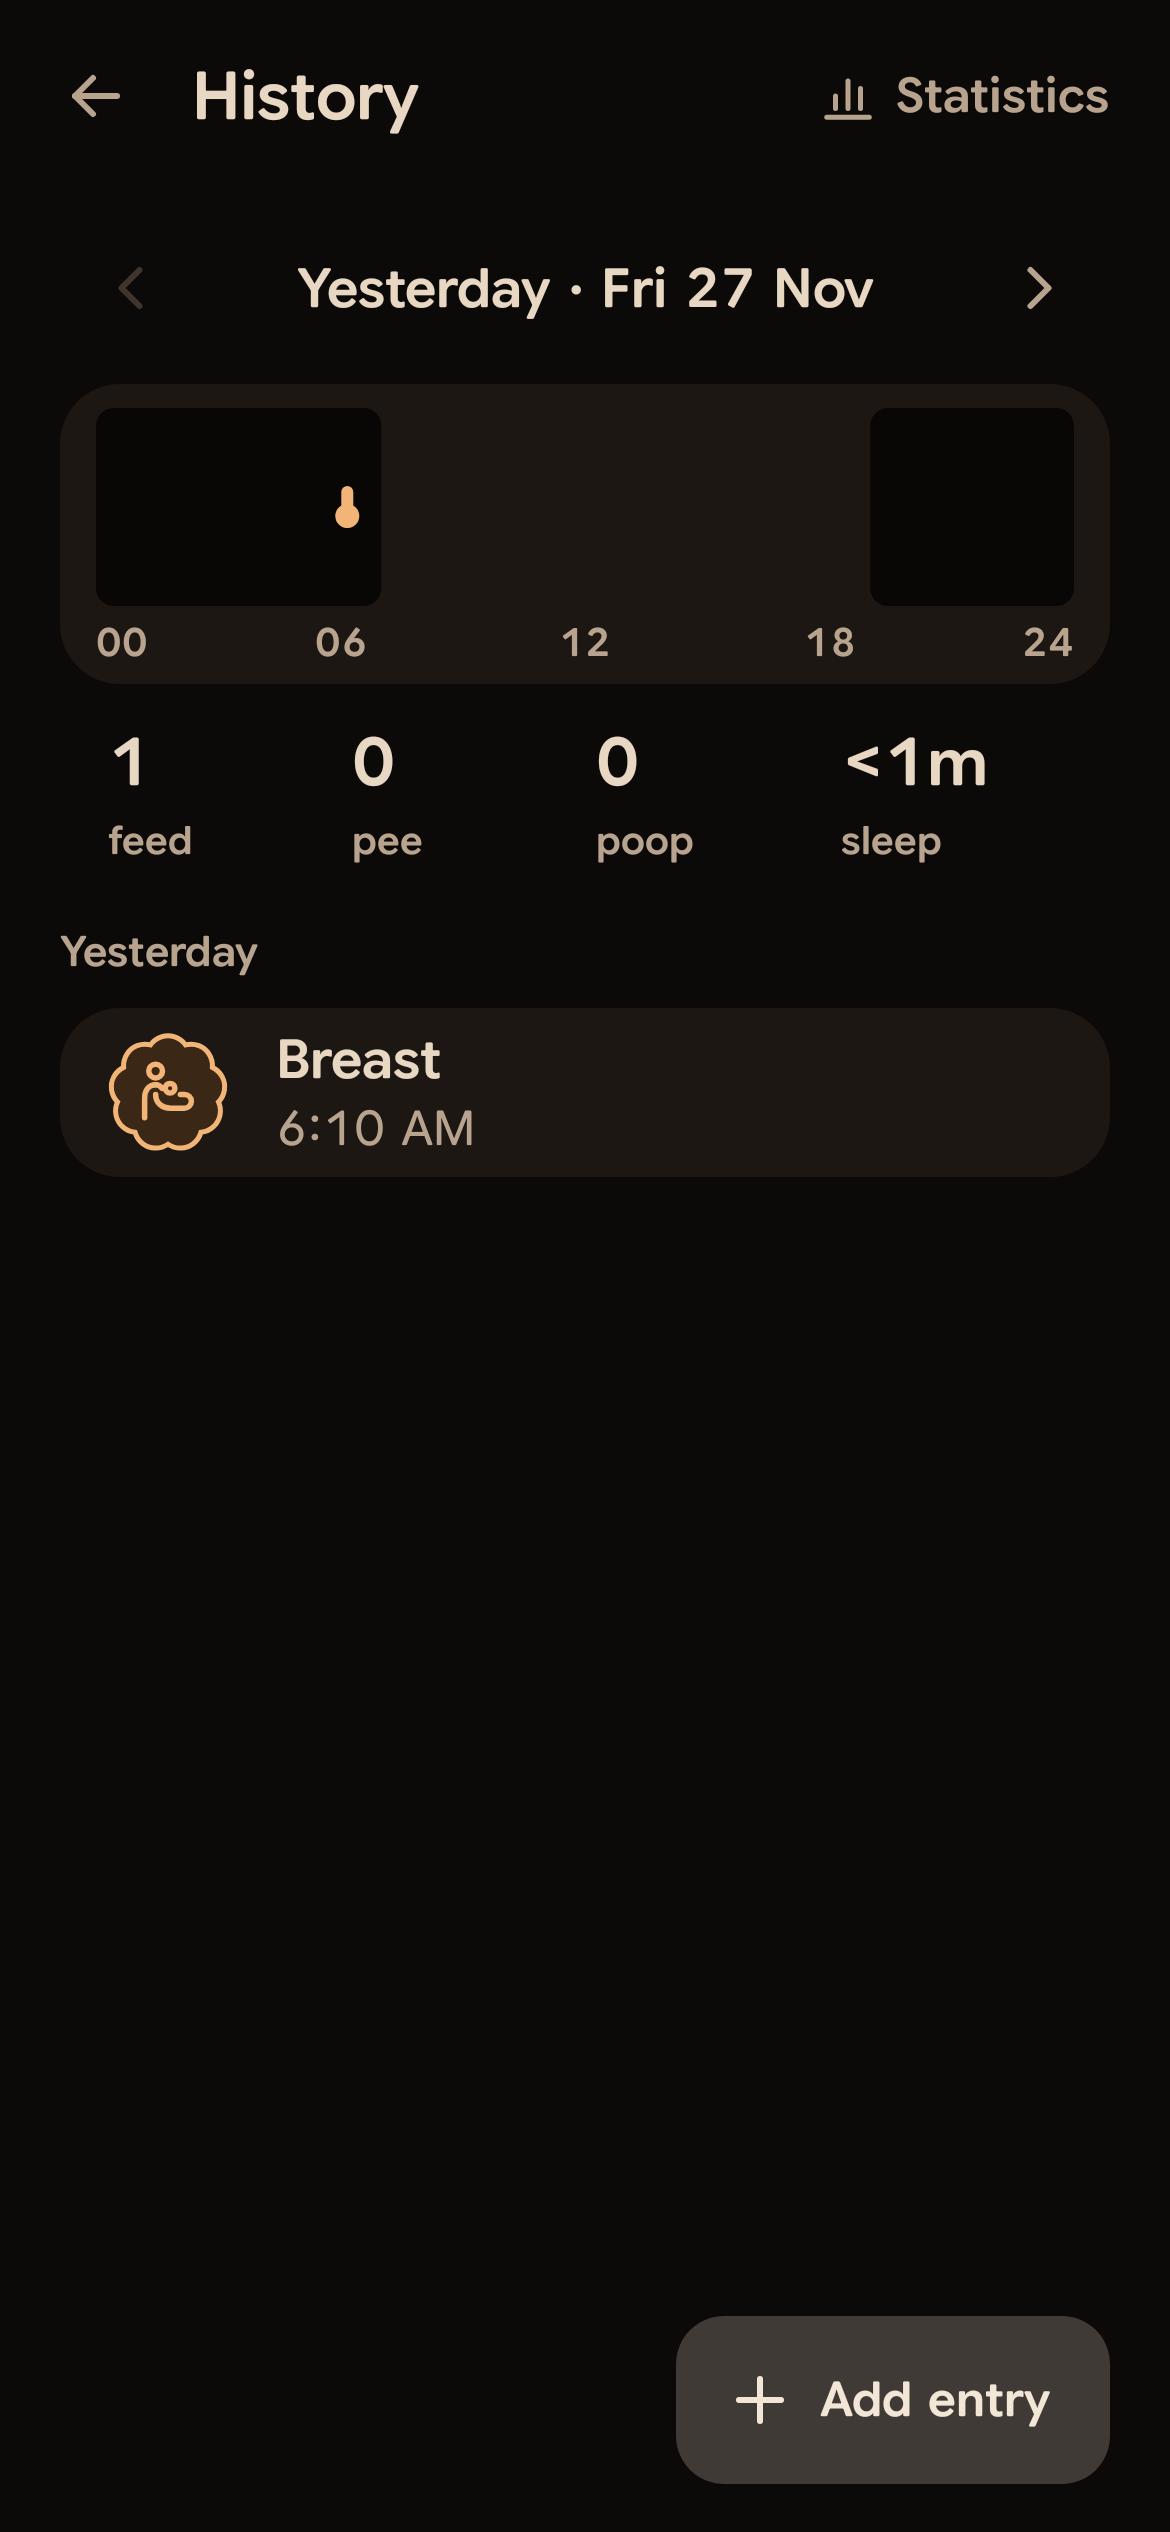 History
Statistics
Yesterday · Fri 27 Nov
00 06 12 18 24
1 0 0 <1m
feed pee poop sleep
Yesterday
Breast
6:10 AM
Add entry